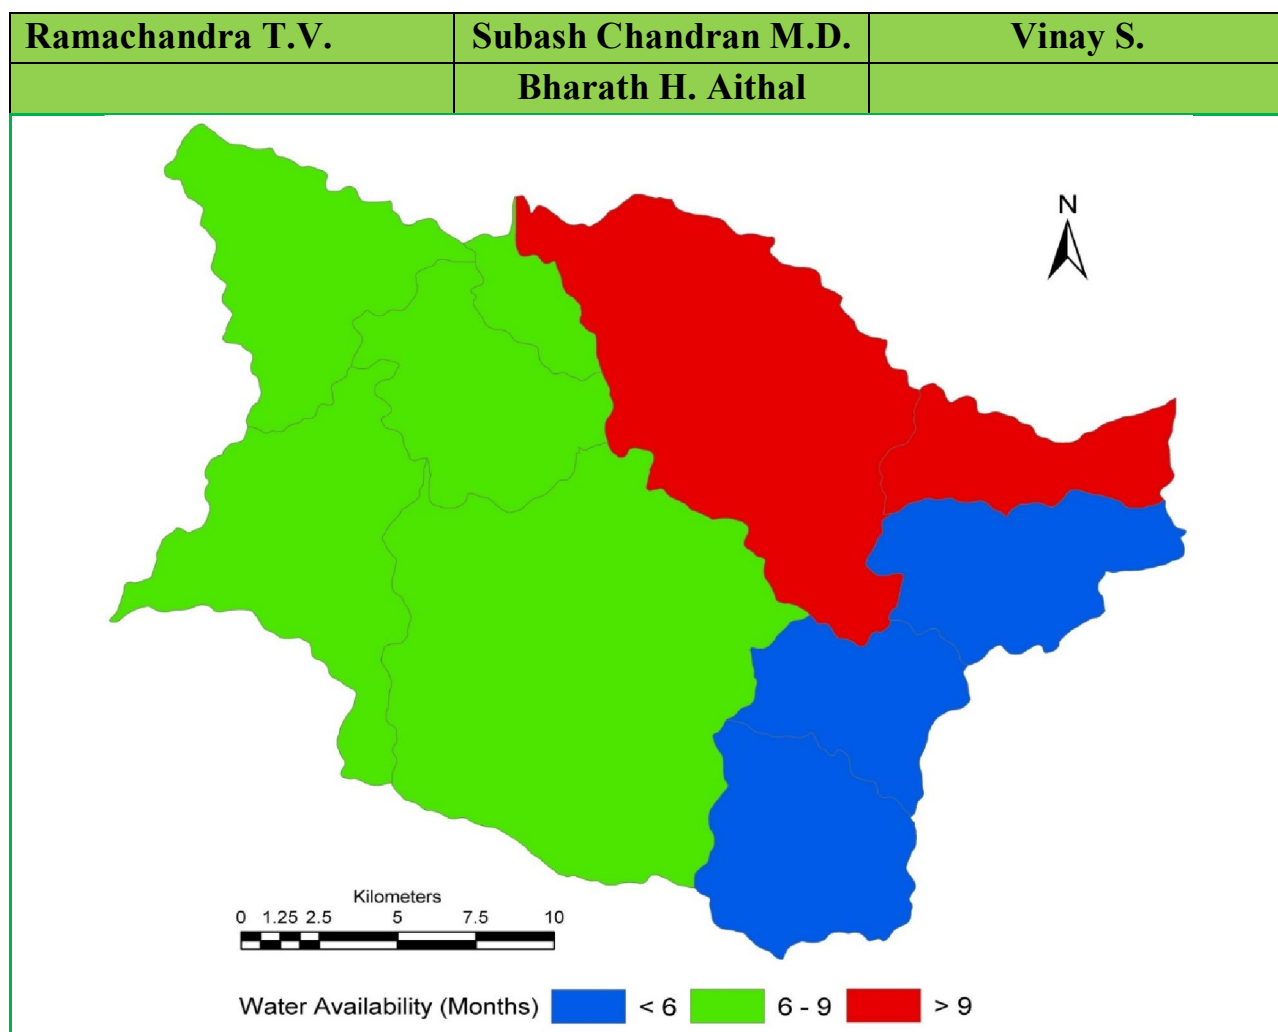 Ramachandra T.V. Subash Chandran M.D. Vinay S.
Bharath H. Aithal
N
Kilometers
0 1.25 2.5 5 7.5 10
Water Availability (Months) < 6 6 - 9 > 9